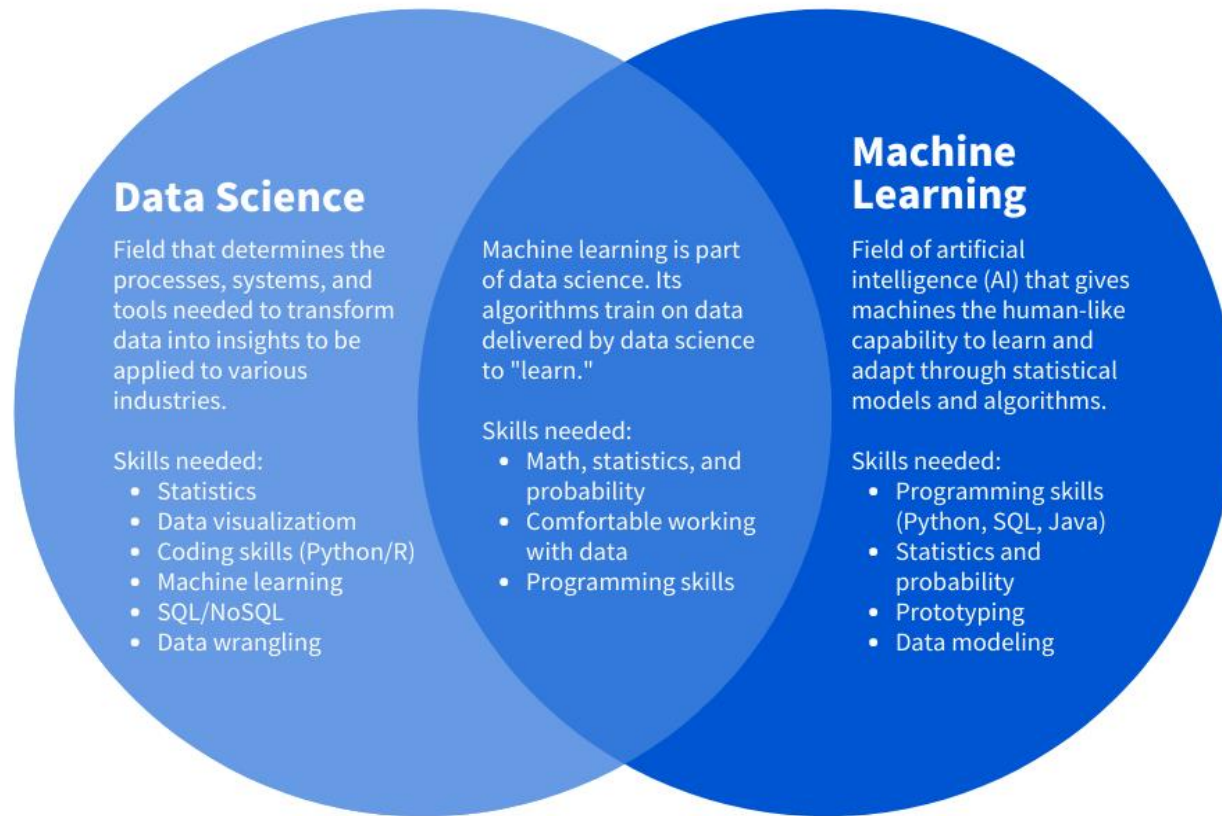 Data Science
Field that determines the
processes, systems, and
tools needed to transform
data into insights to be
applied to various
industries.
Skills needed:
• Statistics
• Data visualizatiom
• Coding skills (Python/R)
• Machine learning
• SQL/NoSQL
• Data wrangling
Machine learning is part
of data science. Its
algorithms train on data
delivered by data science
to "learn."
Skills needed:
• Math, statistics, and
probability
• Comfortable working
with data
• Programming skills
Machine
Learning
Field of artificial
intelligence (AI) that gives
machines the human-like
capability to learn and
adapt through statistical
models and algorithms.
Skills needed:
• Programming skills
(Python, SQL, Java)
• Statistics and
probability
• Prototyping
• Data modeling